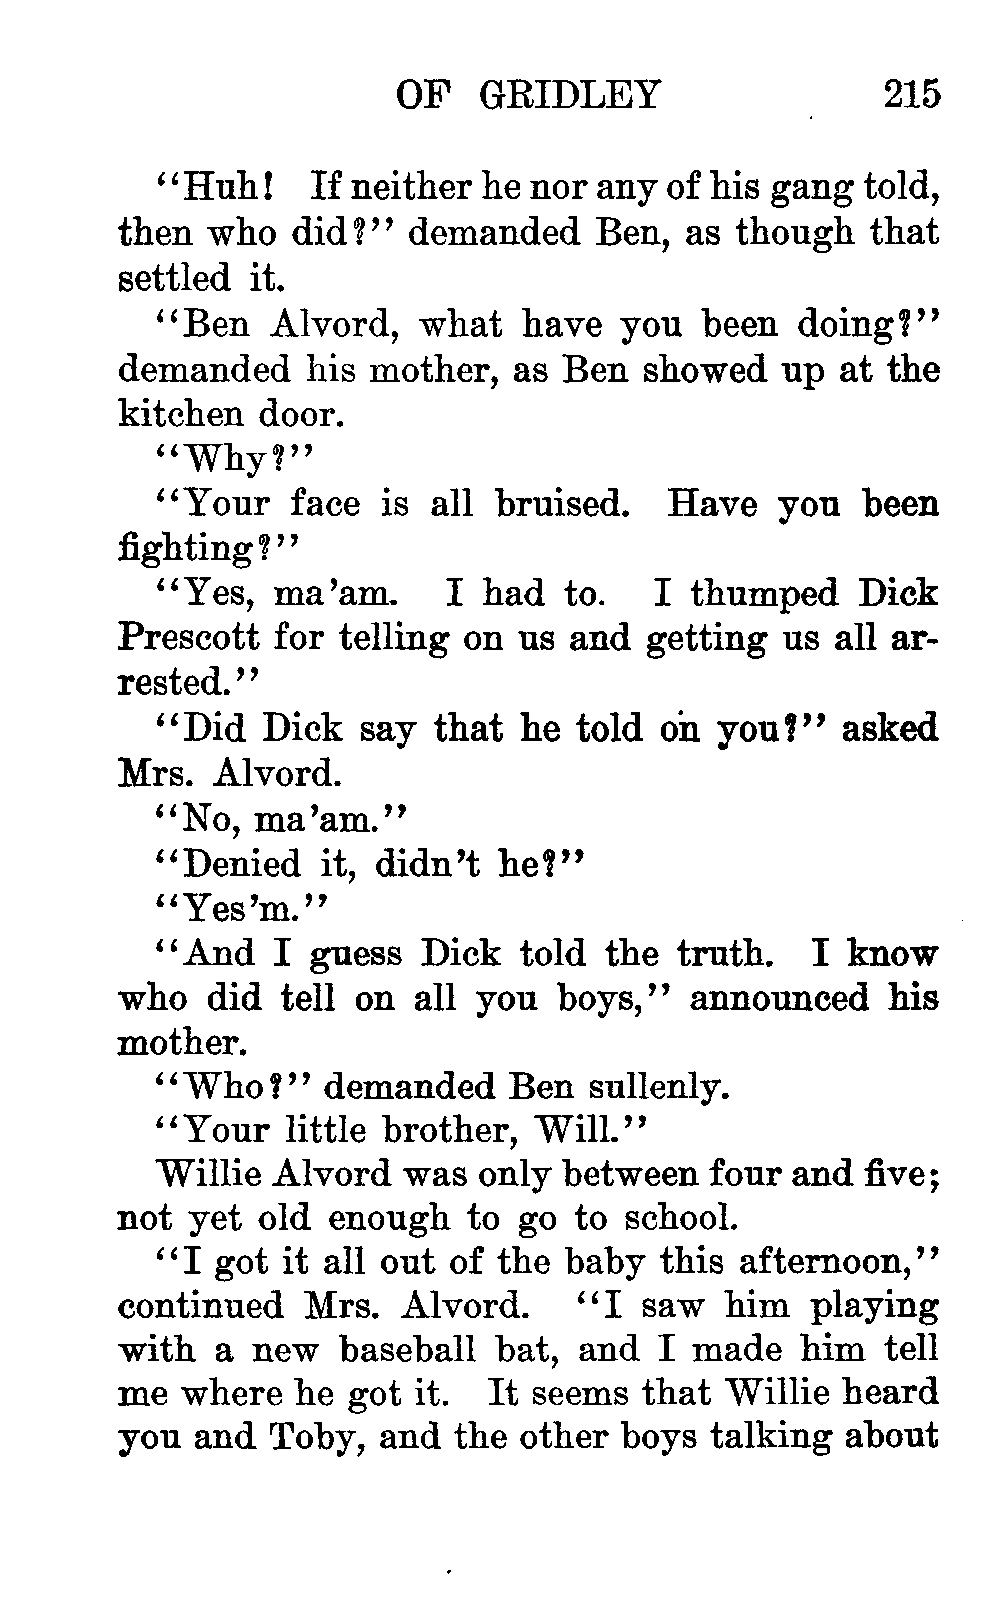 OF GRIDLEY 215
"Huh! If neither he nor any of his gang told,
then who did?" demanded Ben, as though that
settled it.
"Ben Alvord, what have you been doing?"
demanded his mother, as Ben showed up at the
kitchen door.
"Why?"
"Your face is all bruised. Have you been
fighting?"
"Yes, ma'am. I had to. I thumped Dick
Prescott for telling on us and getting us all ar-
rested."
"Did Dick say that he told on you?" asked
Mrs. Alvord.
"No, ma'am."
"Denied it, didn't he?"
"Yes'm."
"And I guess Dick told the truth. I know
who did tell on all you boys," announced his
mother.
"Who?" demanded Ben sullenly.
"Your little brother, Will."
Willie Alvord was only between four and five;
not yet old enough to go to school.
"I got it all out of the baby this afternoon,"
continued Mrs. Alvord. "I saw him playing
with a new baseball bat, and I made him tell
me where he got it. It seems that Willie heard
you and Toby, and the other boys talking about